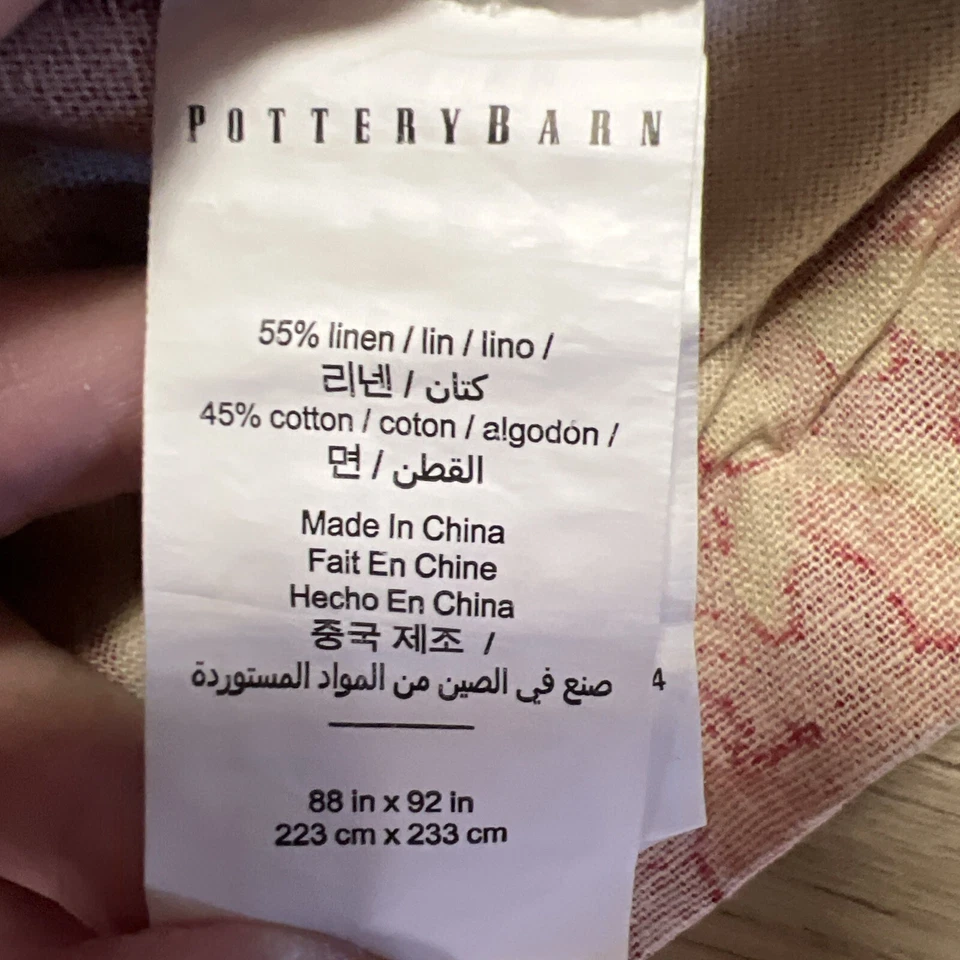 POTTERYBARN
55% linen / lin / lino /
리넨 / كتان
45% cotton / coton / algodón /
면 / القطن
Made In China
Fait En Chine
Hecho En China
중국 제조 /
صنع في الصين من المواد المستوردة
4
88 in x 92 in
223 cm x 233 cm